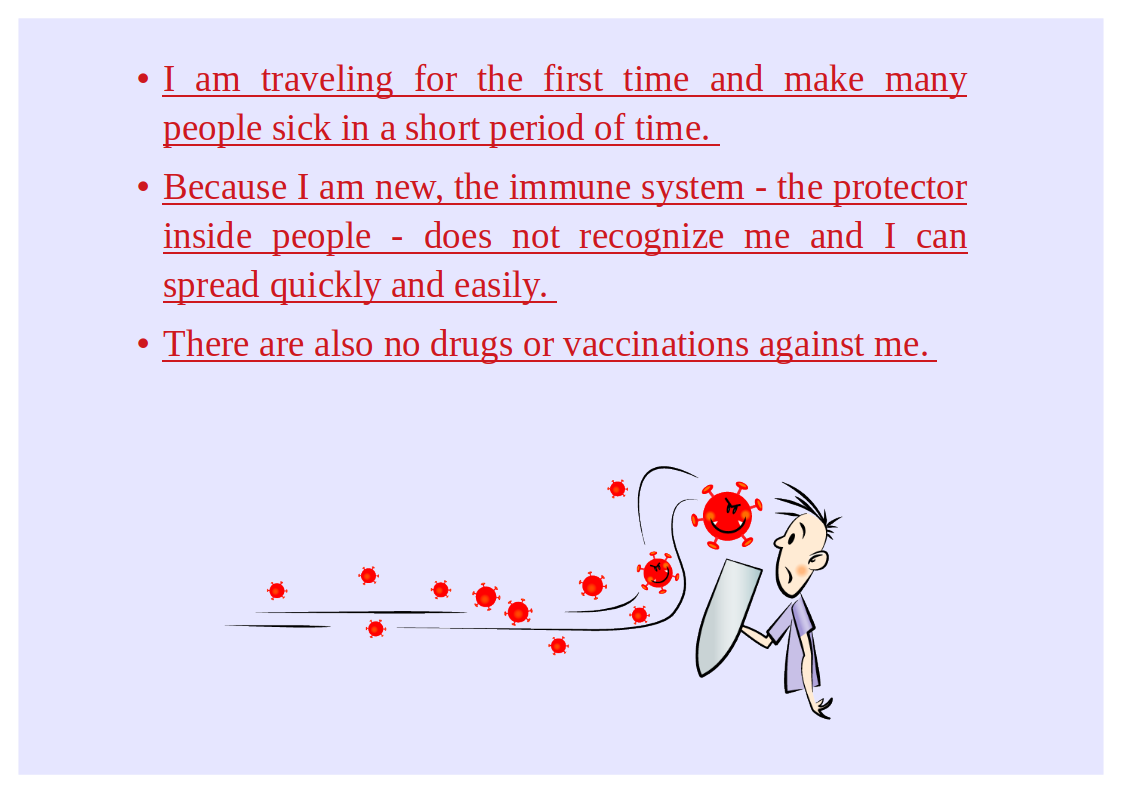 • I am traveling for the first time and make many
people sick in a short period of time.
• Because I am new, the immune system - the protector
inside people - does not recognize me and I can
spread quickly and easily.
• There are also no drugs or vaccinations against me.